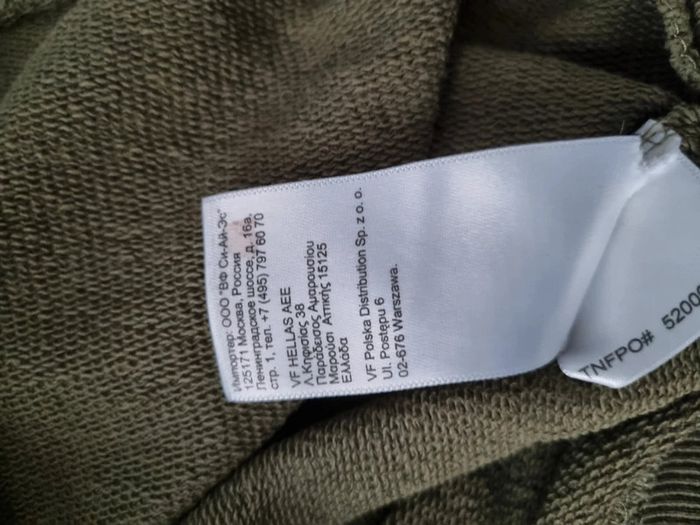 Импортер: ООО "ВФ Си-Ай-Эс"
125171 Москва, Россия
Ленинградское шоссе, д. 16а,
стр. 1, тел. +7 (495) 797 60 70
VF HELLAS AEE
Λ.Κηφισίας 38
Παράδεισος Αμαρουσίου
Μαρούσι Αττικής 15125
Ελλάδα
VF Polska Distribution Sp. z o. o.
Ul. Postępu 6
02-676 Warszawa.
TNFPO# 5200